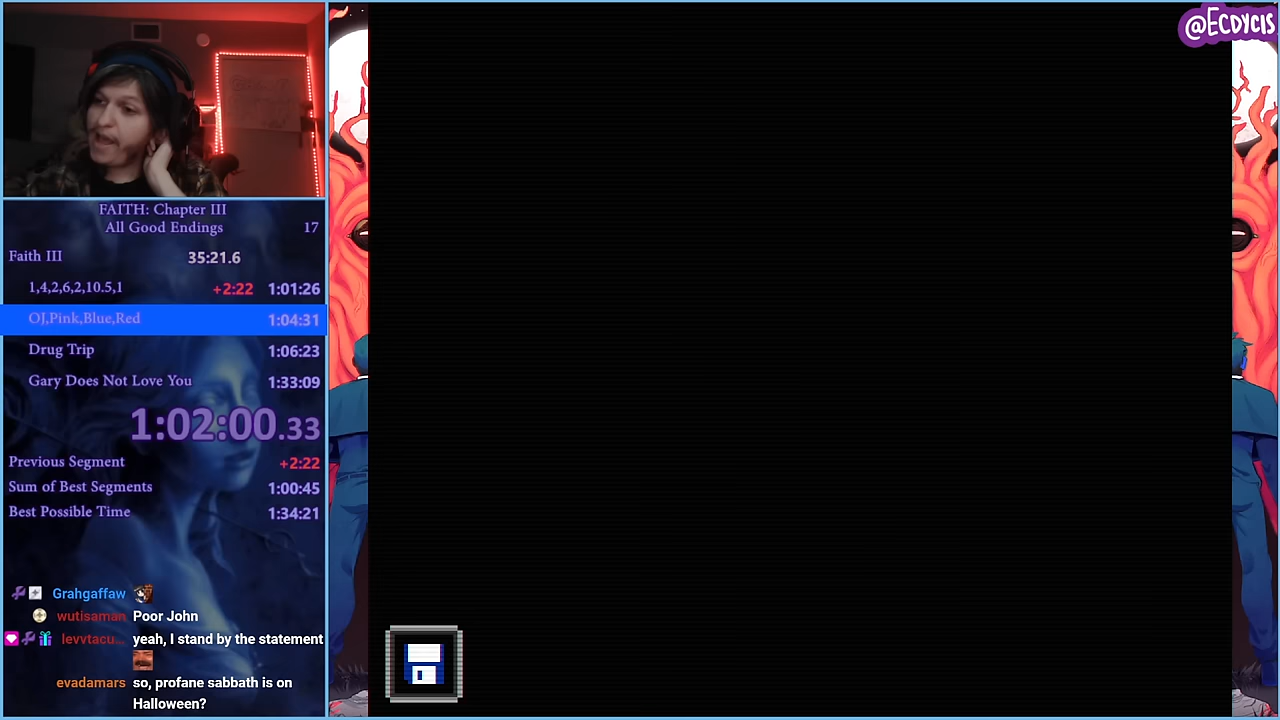 @ECDYCIS
FAITH: Chapter III
All Good Endings 17
Faith III 35:21.6
1,4,2,6,2,10.5,1 +2:22 1:01:26
OJ,Pink,Blue,Red 1:04:31
Drug Trip 1:06:23
Gary Does Not Love You 1:33:09
1:02:00.33
Previous Segment +2:22
Sum of Best Segments 1:00:45
Best Possible Time 1:34:21
Grahgaffaw
wutisaman Poor John
levvtacu... yeah, I stand by the statement
evadamars so, profane sabbath is on
Halloween?